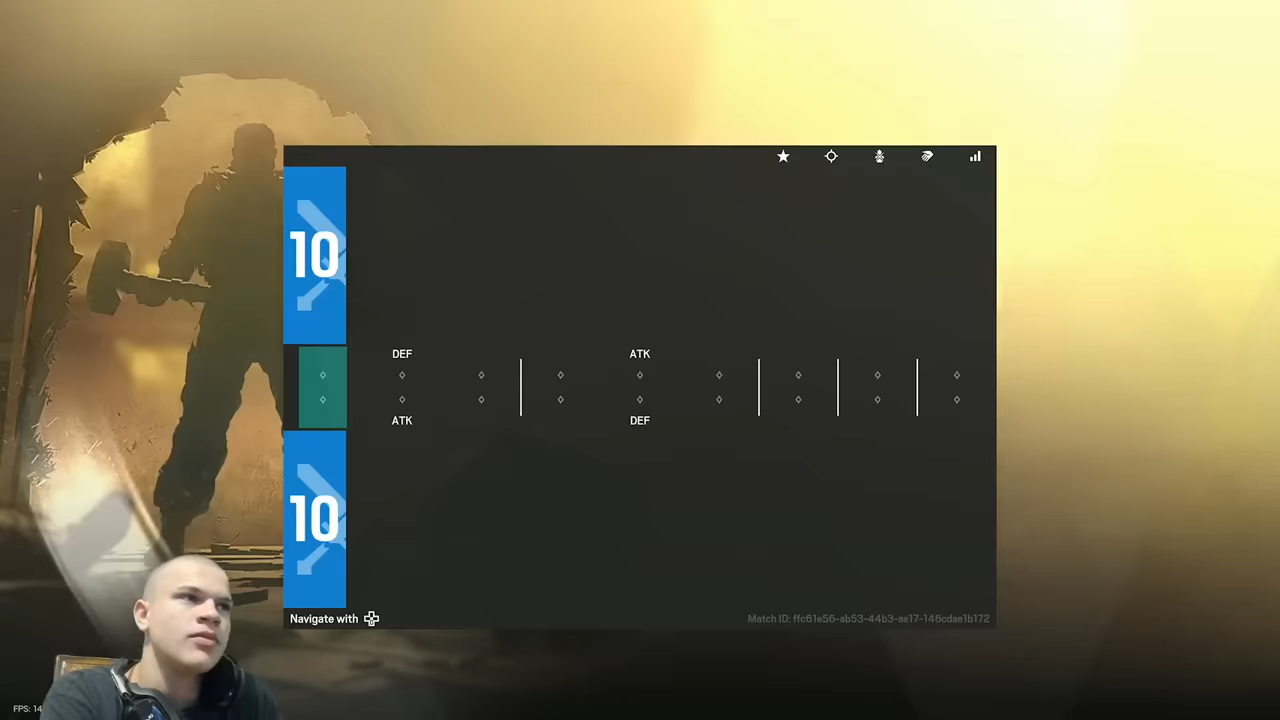 10
DEF ATK
ATK DEF
10
Navigate with
Match ID: ffc61e56-ab53-44b3-ae17-146cdae1b172
FPS: 14